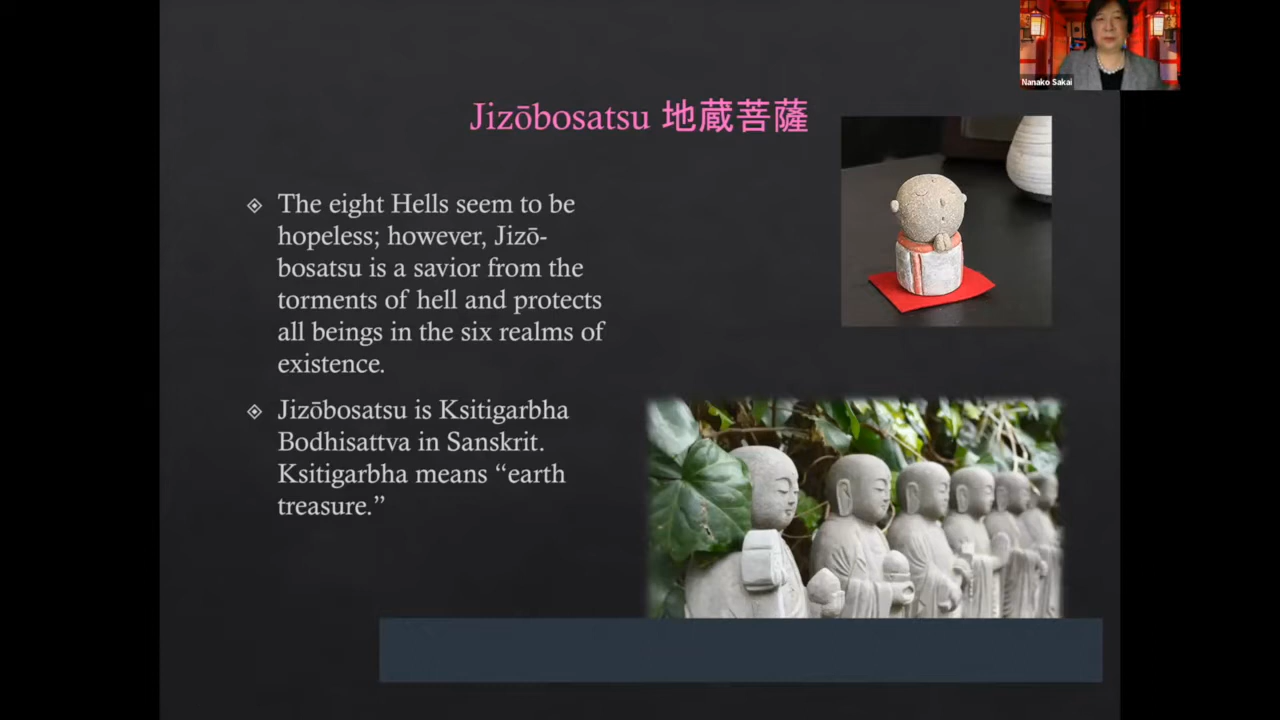 Nanako Sakai
Jizōbosatsu 地蔵菩薩
The eight Hells seem to be
hopeless; however, Jizō-
bosatsu is a savior from the
torments of hell and protects
all beings in the six realms of
existence.
Jizōbosatsu is Ksitigarbha
Bodhisattva in Sanskrit.
Ksitigarbha means “earth
treasure.”